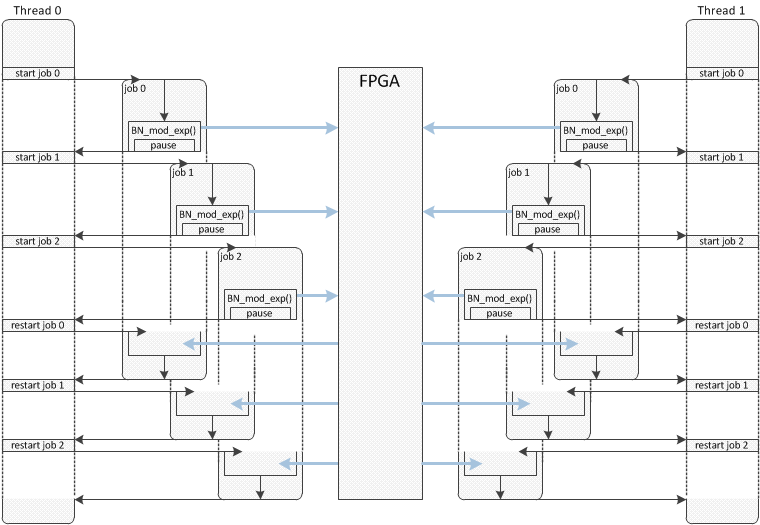 Thread 0
Thread 1
FPGA
start job 0
job 0
job 0
start job 0
BN_mod_exp()
pause
BN_mod_exp()
pause
start job 1
job 1
job 1
start job 1
BN_mod_exp()
pause
BN_mod_exp()
pause
start job 2
job 2
job 2
start job 2
BN_mod_exp()
pause
BN_mod_exp()
pause
restart job 0
restart job 0
restart job 1
restart job 1
restart job 2
restart job 2